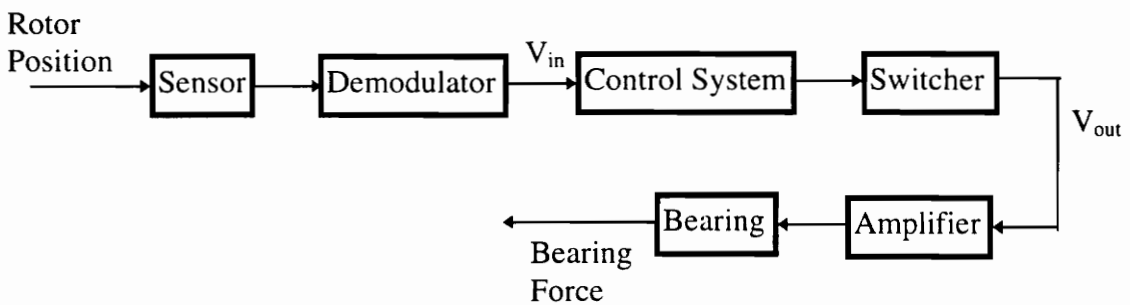 Rotor
Position
Sensor
Demodulator
V_in
Control System
Switcher
V_out
Bearing
Amplifier
Bearing
Force